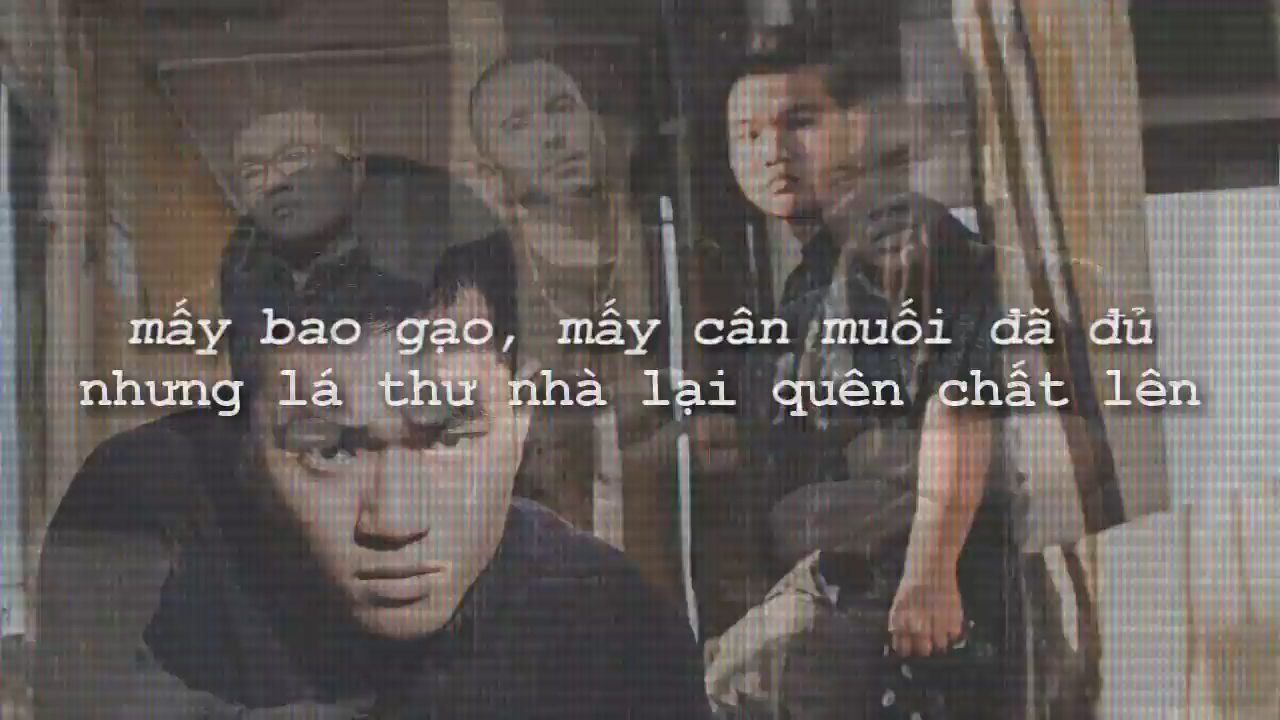 mấy bao gạo, mấy cân muối đã đủ
nhưng lá thư nhà lại quên chất lên